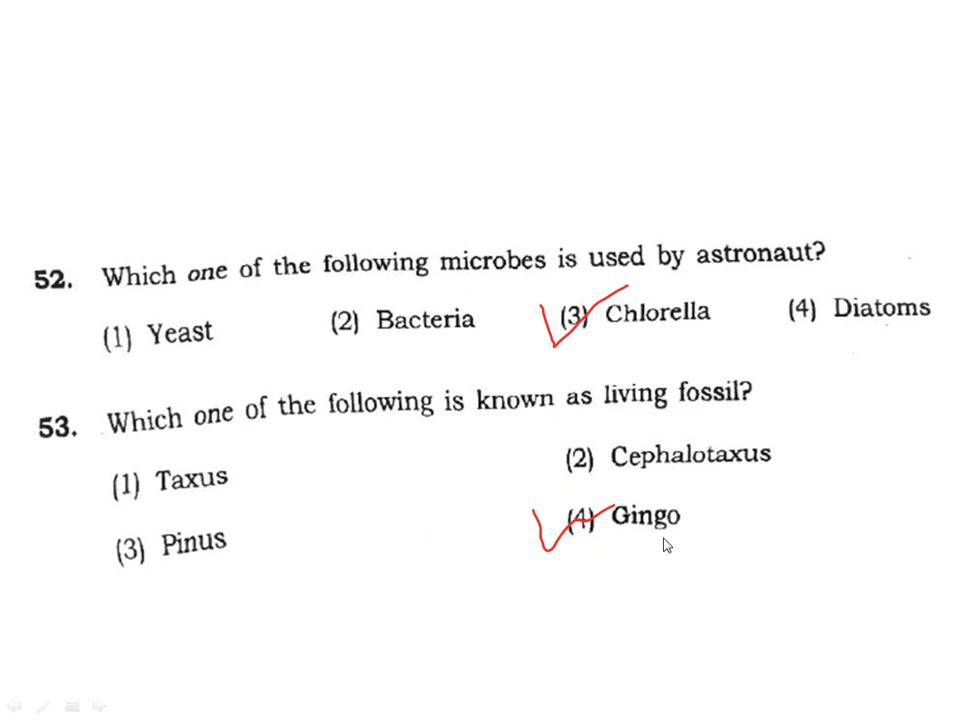 52. Which one of the following microbes is used by astronaut?
(1) Yeast (2) Bacteria (3) Chlorella (4) Diatoms
53. Which one of the following is known as living fossil?
(1) Taxus (2) Cephalotaxus
(3) Pinus (4) Gingo